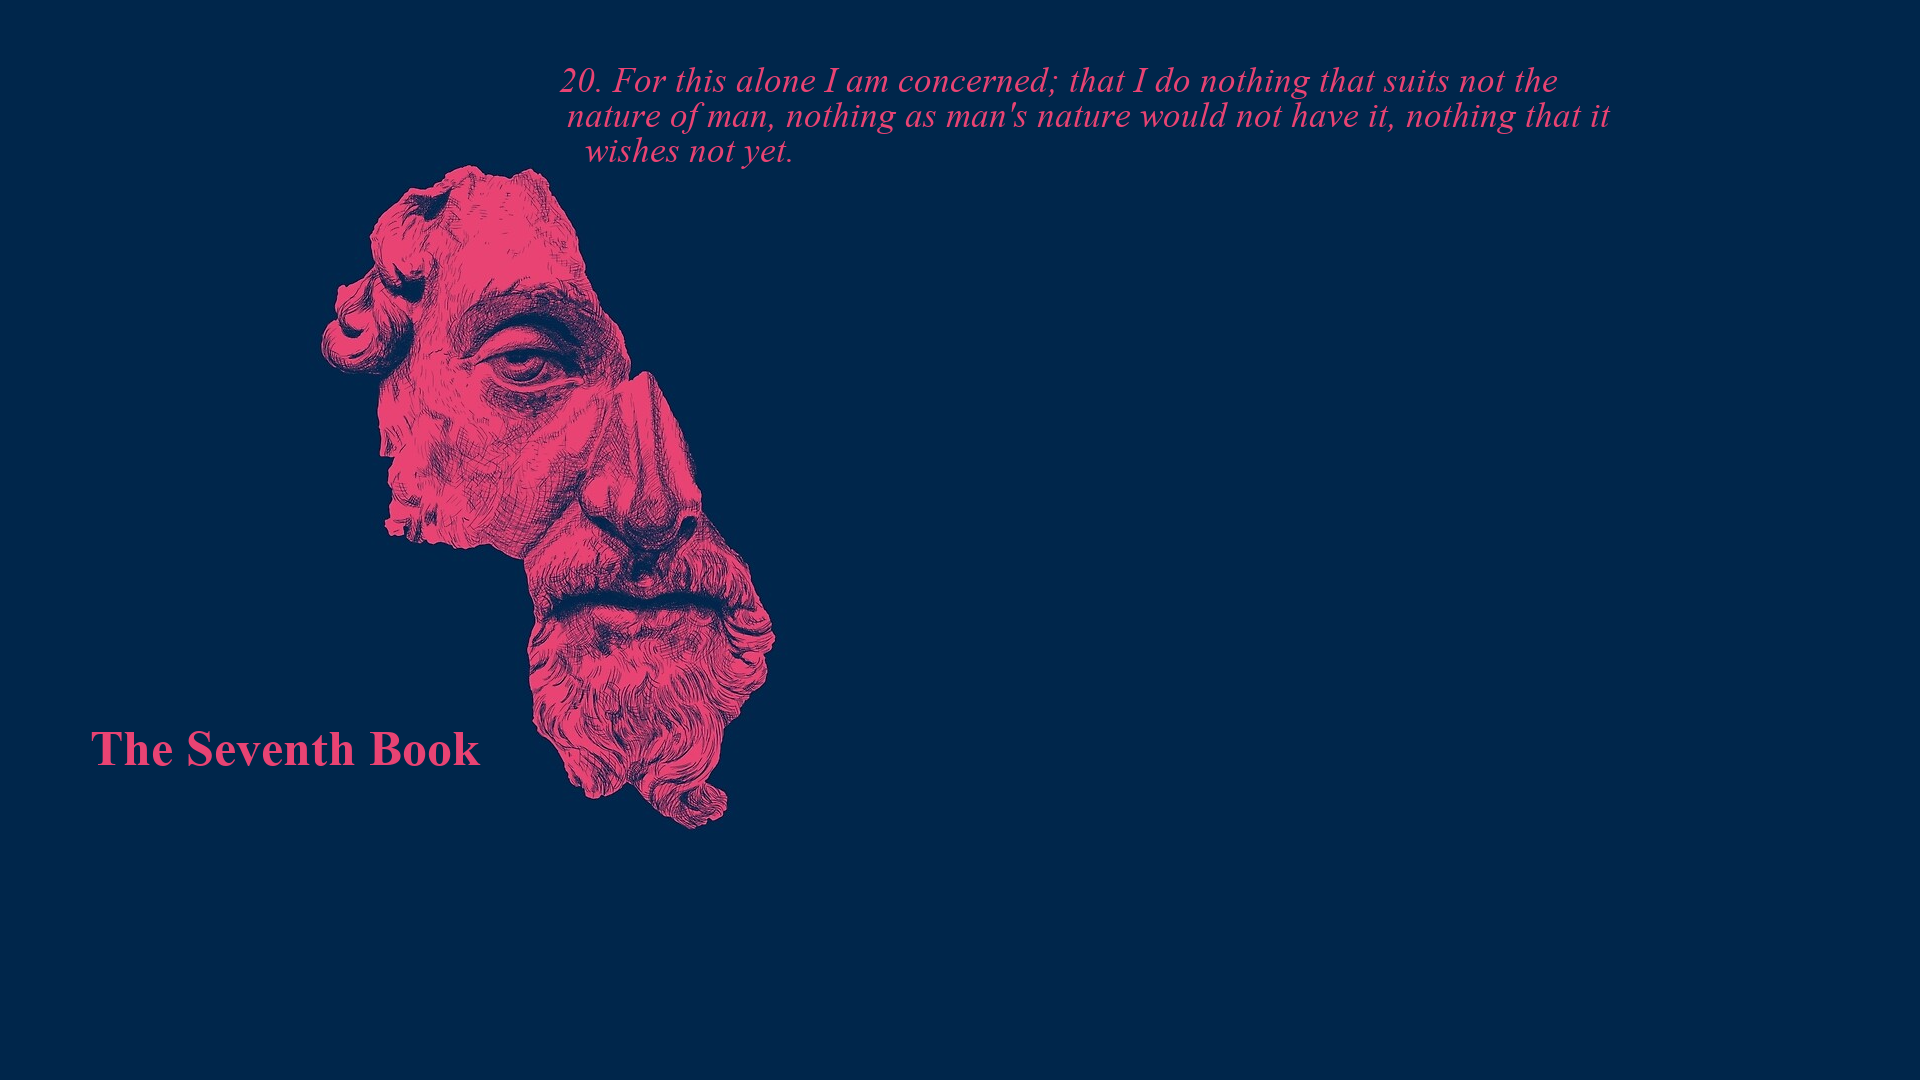 20. For this alone I am concerned; that I do nothing that suits not the
nature of man, nothing as man's nature would not have it, nothing that it
wishes not yet.
The Seventh Book